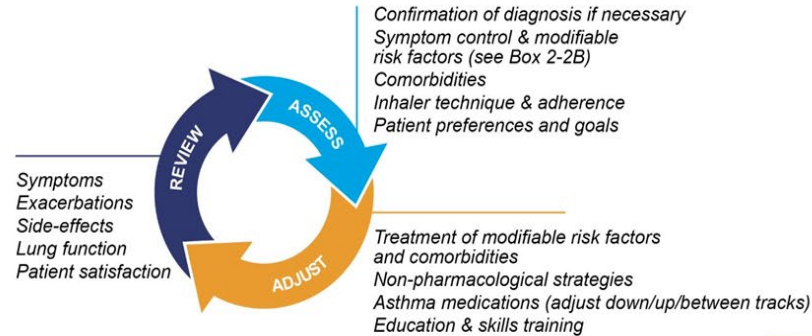 Confirmation of diagnosis if necessary
Symptom control & modifiable
risk factors (see Box 2-2B)
Comorbidities
Inhaler technique & adherence
Patient preferences and goals
ASSESS
REVIEW
Symptoms
Exacerbations
Side-effects
Lung function
Patient satisfaction
ADJUST
Treatment of modifiable risk factors
and comorbidities
Non-pharmacological strategies
Asthma medications (adjust down/up/between tracks)
Education & skills training